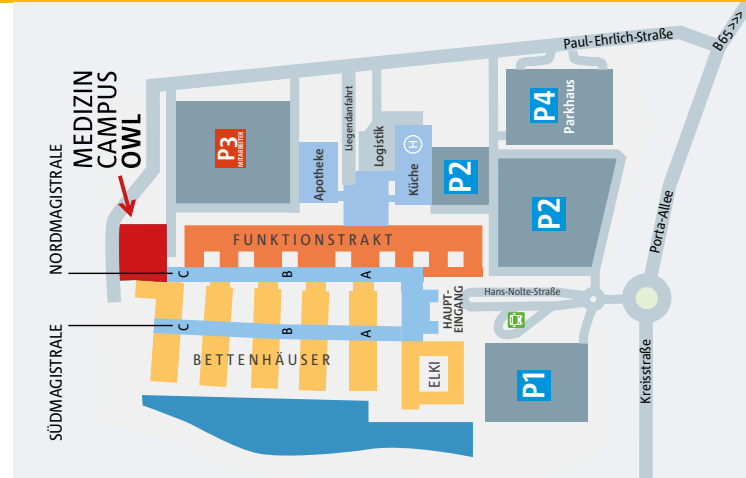 Paul-Ehrlich-Straße
B65 >>>
MEDIZIN
CAMPUS
OWL
NORDMAGISTRALE
SÜDMAGISTRALE
P3
MITARBEITER
Liegendanfahrt
Logistik
Apotheke
Küche
H
P2
P4
Parkhaus
P2
Porta-Allee
FUNKTIONSTRAKT
C
B
A
HAUPT-
EINGANG
Hans-Nolte-Straße
C
B
A
BETTENHÄUSER
ELKI
P1
Kreisstraße